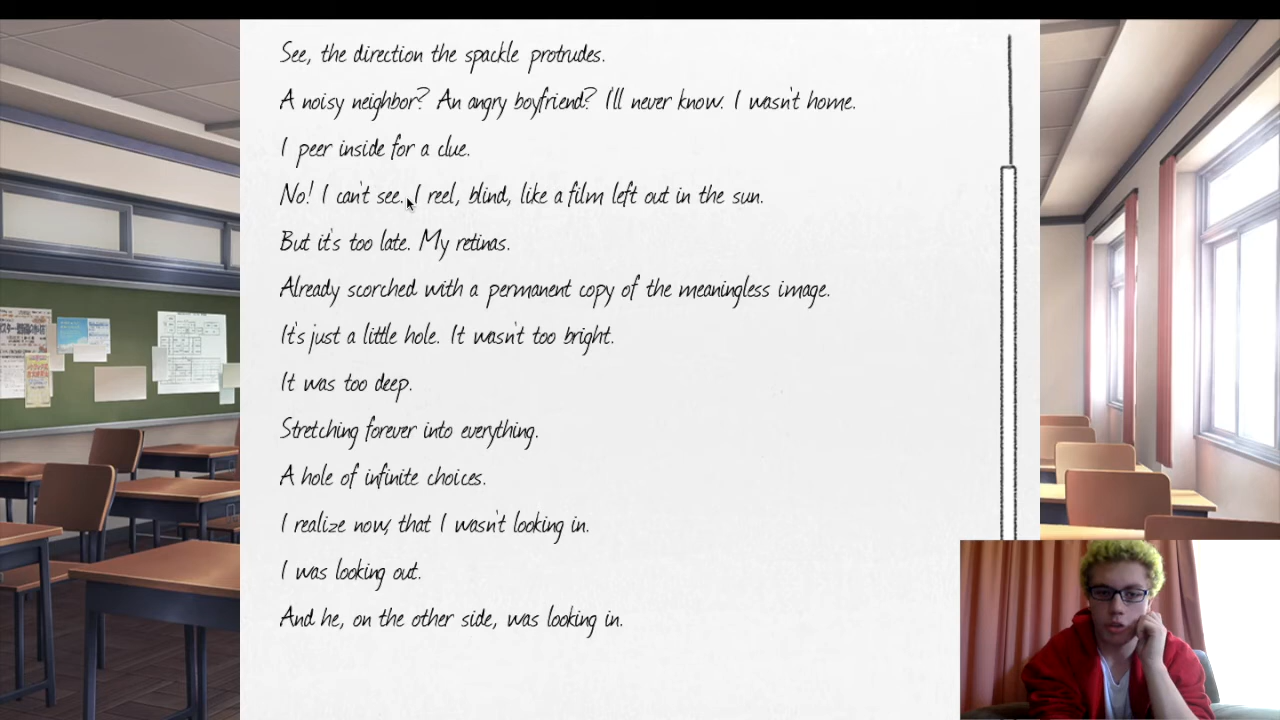 See, the direction the spackle protrudes.
A noisy neighbor? An angry boyfriend? I'll never know. I wasn't home.
I peer inside for a clue.
No! I can't see. I reel, blind, like a film left out in the sun.
But it's too late. My retinas.
Already scorched with a permanent copy of the meaningless image.
It's just a little hole. It wasn't too bright.
It was too deep.
Stretching forever into everything.
A hole of infinite choices.
I realize now, that I wasn't looking in.
I was looking out.
And he, on the other side, was looking in.